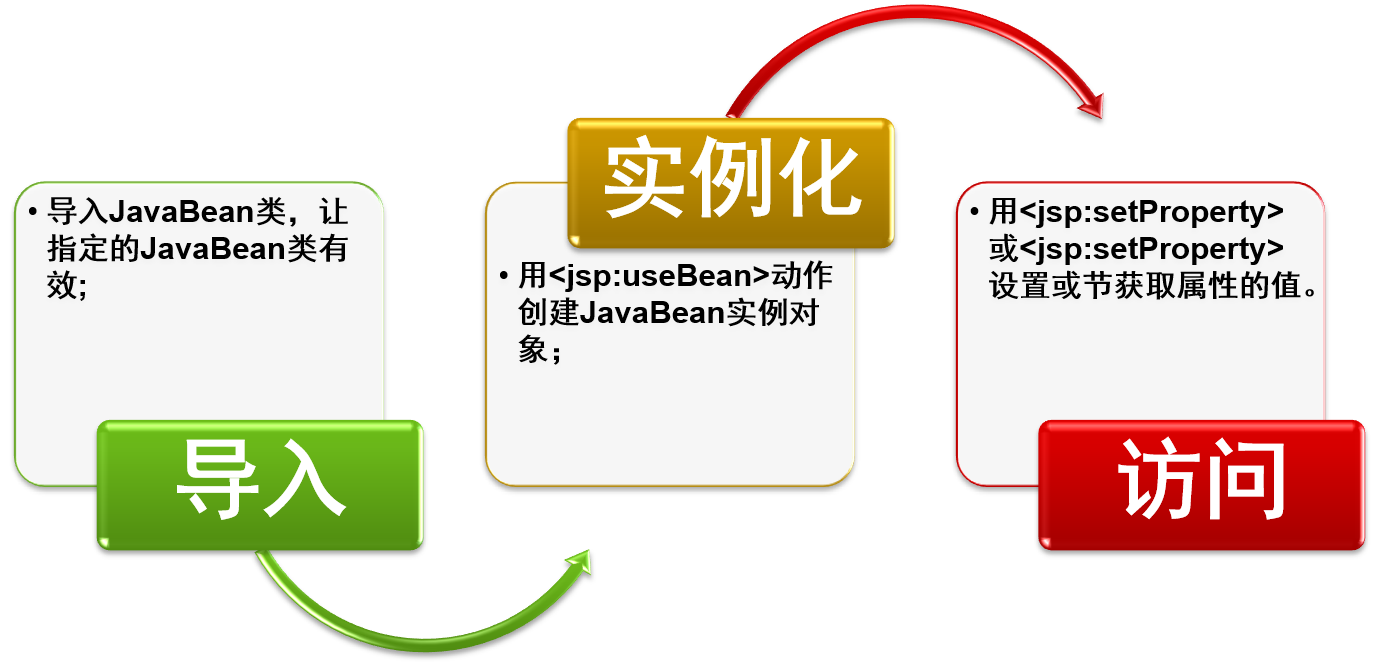 • 导入JavaBean类，让
指定的JavaBean类有
效;
导入
实例化
• 用<jsp:useBean>动作
创建JavaBean实例对
象；
• 用<jsp:setProperty>
或<jsp:setProperty>
设置或节获取属性的值。
访问